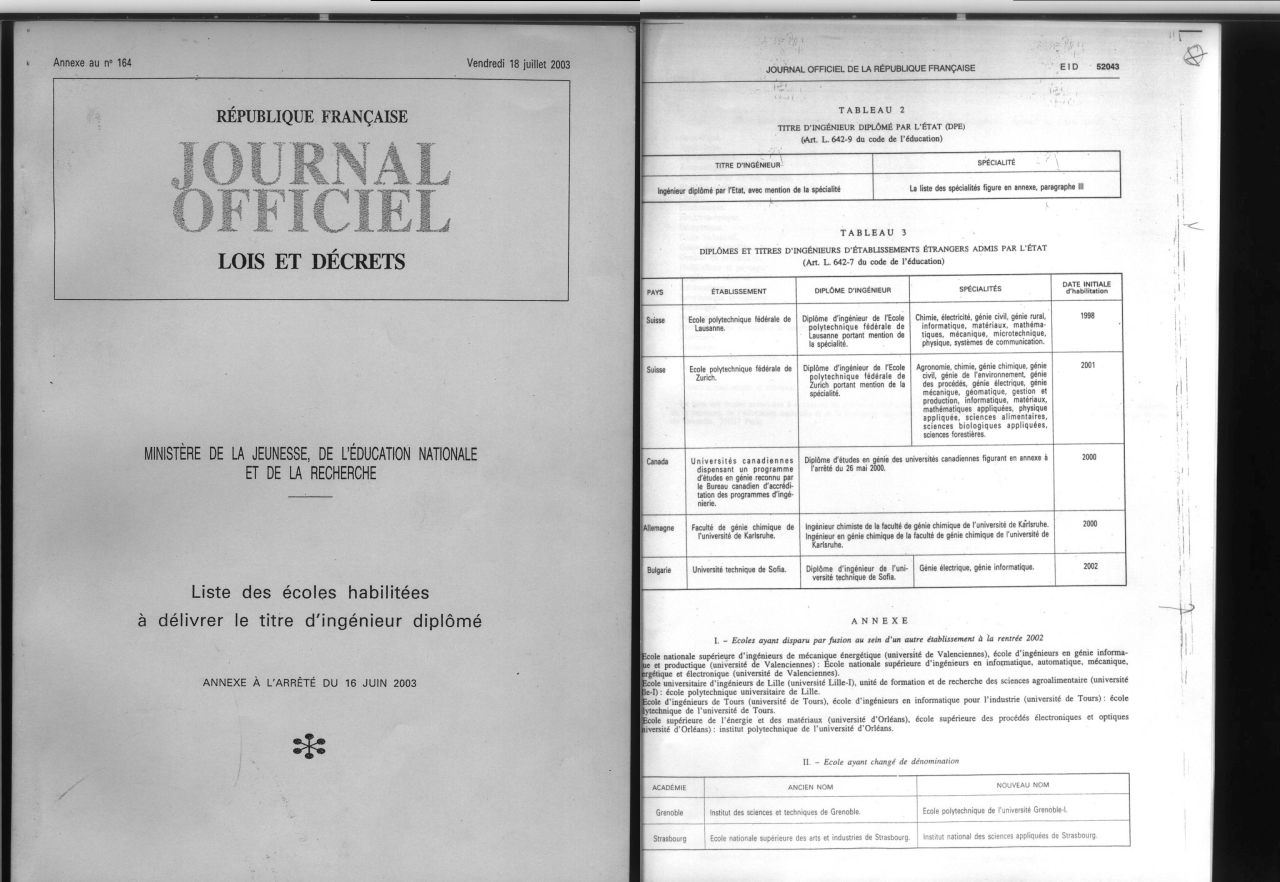 Annexe au n° 164
Vendredi 18 juillet 2003
RÉPUBLIQUE FRANÇAISE
JOURNAL
OFFICIEL
LOIS ET DÉCRETS
MINISTÈRE DE LA JEUNESSE, DE L'ÉDUCATION NATIONALE
ET DE LA RECHERCHE
Liste des écoles habilitées
à délivrer le titre d'ingénieur diplômé
ANNEXE À L'ARRÊTÉ DU 16 JUIN 2003
JOURNAL OFFICIEL DE LA RÉPUBLIQUE FRANÇAISE
EID 52043
TABLEAU 2
TITRE D'INGÉNIEUR DIPLÔMÉ PAR L'ÉTAT (DPE)
(Art. L. 642-9 du code de l'éducation)
TITRE D'INGÉNIEUR
SPÉCIALITÉ
Ingénieur diplômé par l'Etat, avec mention de la spécialité
La liste des spécialités figure en annexe, paragraphe III
TABLEAU 3
DIPLÔMES ET TITRES D'INGÉNIEURS D'ÉTABLISSEMENTS ÉTRANGERS ADMIS PAR L'ÉTAT
(Art. L. 642-7 du code de l'éducation)
PAYS
ÉTABLISSEMENT
DIPLÔME D'INGÉNIEUR
SPÉCIALITÉS
DATE INITIALE
d'habilitation
Suisse
Ecole polytechnique fédérale de
Lausanne.
Diplôme d'ingénieur de l'Ecole
polytechnique fédérale de
Lausanne portant mention de
la spécialité.
Chimie, électricité, génie civil, génie rural,
informatique, matériaux, mathéma-
tiques, mécanique, microtechnique,
physique, systèmes de communication.
1998
Suisse
Ecole polytechnique fédérale de
Zurich.
Diplôme d'ingénieur de l'Ecole
polytechnique fédérale de
Zurich portant mention de la
spécialité.
Agronomie, chimie, génie chimique, génie
civil, génie de l'environnement, génie
des procédés, génie électrique, génie
mécanique, géomatique, gestion et
production, informatique, matériaux,
mathématiques appliquées, physique
appliquée, sciences alimentaires,
sciences biologiques appliquées,
sciences forestières.
2001
Canada
Universités canadiennes
dispensant un programme
d'études en génie reconnu par
le Bureau canadien d'accrédi-
tation des programmes d'ingé-
nierie.
Diplôme d'études en génie des universités canadiennes figurant en annexe à
l'arrêté du 26 mai 2000.
2000
Allemagne
Faculté de génie chimique de
l'université de Karlsruhe.
Ingénieur chimiste de la faculté de génie chimique de l'université de Karlsruhe.
Ingénieur en génie chimique de la faculté de génie chimique de l'université de
Karlsruhe.
2000
Bulgarie
Université technique de Sofia.
Diplôme d'ingénieur de l'uni-
versité technique de Sofia.
Génie électrique, génie informatique.
2002
ANNEXE
I. – Ecoles ayant disparu par fusion au sein d'un autre établissement à la rentrée 2002
Ecole nationale supérieure d'ingénieurs de mécanique énergétique (université de Valenciennes), école d'ingénieurs en génie informa-
ue et productique (université de Valenciennes) : Ecole nationale supérieure d'ingénieurs en informatique, automatique, mécanique,
ergétique et électronique (université de Valenciennes).
Ecole universitaire d'ingénieurs de Lille (université Lille-I), unité de formation et de recherche des sciences agroalimentaire (université
lle-I) : école polytechnique universitaire de Lille.
Ecole d'ingénieurs de Tours (université de Tours), école d'ingénieurs en informatique pour l'industrie (université de Tours) : école
lytechnique de l'université de Tours.
Ecole supérieure de l'énergie et des matériaux (université d'Orléans), école supérieure des procédés électroniques et optiques
niversité d'Orléans) : institut polytechnique de l'université d'Orléans.
II. – Ecole ayant changé de dénomination
ACADÉMIE
ANCIEN NOM
NOUVEAU NOM
Grenoble
Institut des sciences et techniques de Grenoble.
Ecole polytechnique de l'université Grenoble-I.
Strasbourg
Ecole nationale supérieure des arts et industries de Strasbourg.
Institut national des sciences appliquées de Strasbourg.